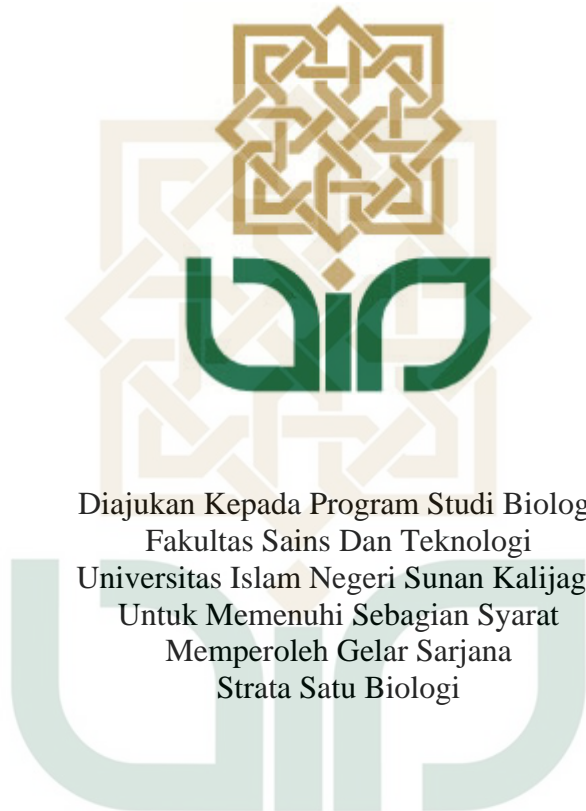 Diajukan Kepada Program Studi Biolog
Fakultas Sains Dan Teknologi
Universitas Islam Negeri Sunan Kalijag
Untuk Memenuhi Sebagian Syarat
Memperoleh Gelar Sarjana
Strata Satu Biologi